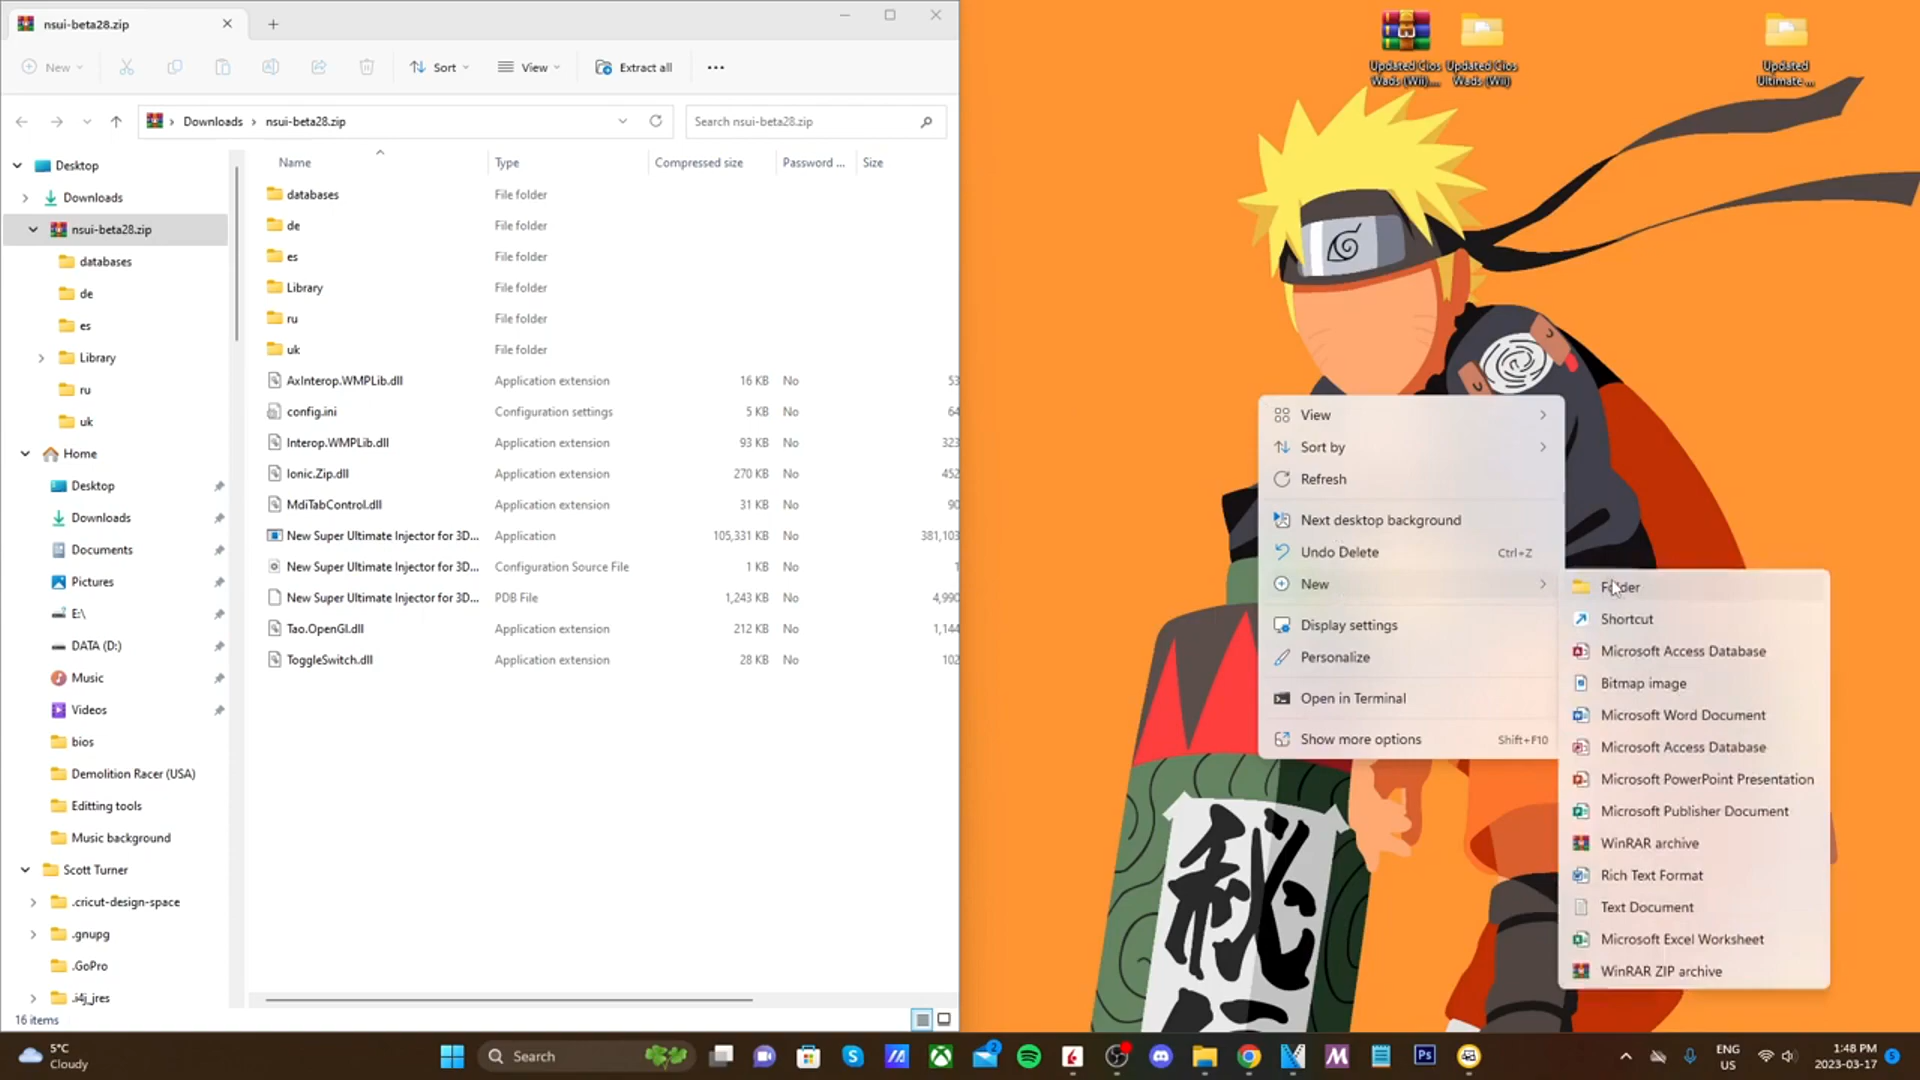 nsui-beta28.zip
New
Sort
View
Extract all
Downloads
nsui-beta28.zip
Search nsui-beta28.zip
Desktop
Downloads
nsui-beta28.zip
databases
de
es
Library
ru
uk
Home
Desktop
Downloads
Documents
Pictures
E:\
DATA (D:)
Music
Videos
bios
Demolition Racer (USA)
Editting tools
Music background
Scott Turner
.cricut-design-space
.gnupg
.GoPro
.i4j_jres
16 items
Name Type Compressed size Password ... Size
databases File folder
de File folder
es File folder
Library File folder
ru File folder
uk File folder
AxInterop.WMPLib.dll Application extension 16 KB No 53
config.ini Configuration settings 5 KB No 64
Interop.WMPLib.dll Application extension 93 KB No 323
Ionic.Zip.dll Application extension 270 KB No 452
MdiTabControl.dll Application extension 31 KB No 90
New Super Ultimate Injector for 3D... Application 105,331 KB No 381,103
New Super Ultimate Injector for 3D... Configuration Source File 1 KB No 1
New Super Ultimate Injector for 3D... PDB File 1,243 KB No 4,990
Tao.OpenGl.dll Application extension 212 KB No 1,144
ToggleSwitch.dll Application extension 28 KB No 102
Updated Cios
Wads (Wii)....
Updated Cios
Wads (Wii)
Updated
Ultimate ...
View
Sort by
Refresh
Next desktop background
Undo Delete Ctrl+Z
New
Display settings
Personalize
Open in Terminal
Show more options Shift+F10
Folder
Shortcut
Microsoft Access Database
Bitmap image
Microsoft Word Document
Microsoft Access Database
Microsoft PowerPoint Presentation
Microsoft Publisher Document
WinRAR archive
Rich Text Format
Text Document
Microsoft Excel Worksheet
WinRAR ZIP archive
秘
5°C
Cloudy
Search
2
Ps
ENG
US
1:48 PM
2023-03-17
5